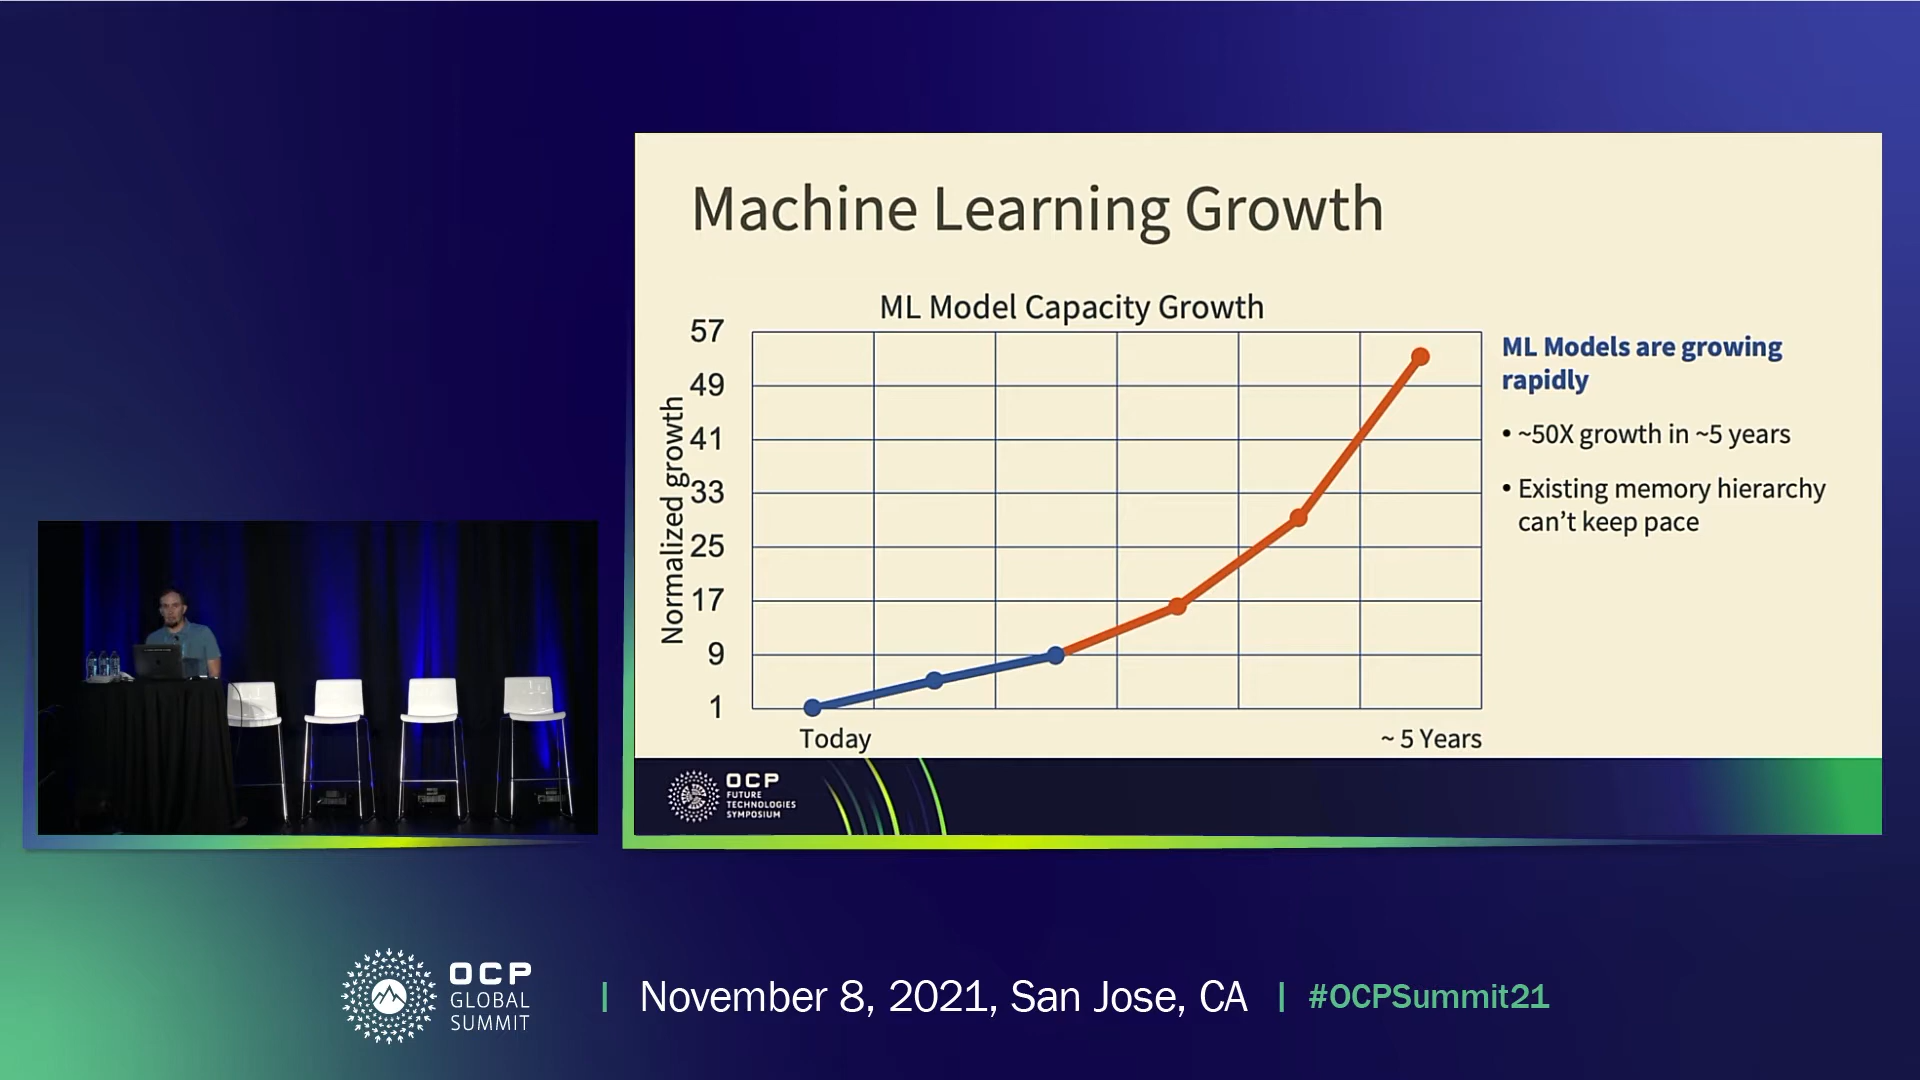 Machine Learning Growth
ML Model Capacity Growth
57
49
41
33
25
17
9
1
Normalized growth
Today
~ 5 Years
ML Models are growing
rapidly
• ~50X growth in ~5 years
• Existing memory hierarchy
can’t keep pace
OCP
FUTURE
TECHNOLOGIES
SYMPOSIUM
OCP
GLOBAL
SUMMIT
| November 8, 2021, San Jose, CA | #OCPSummit21